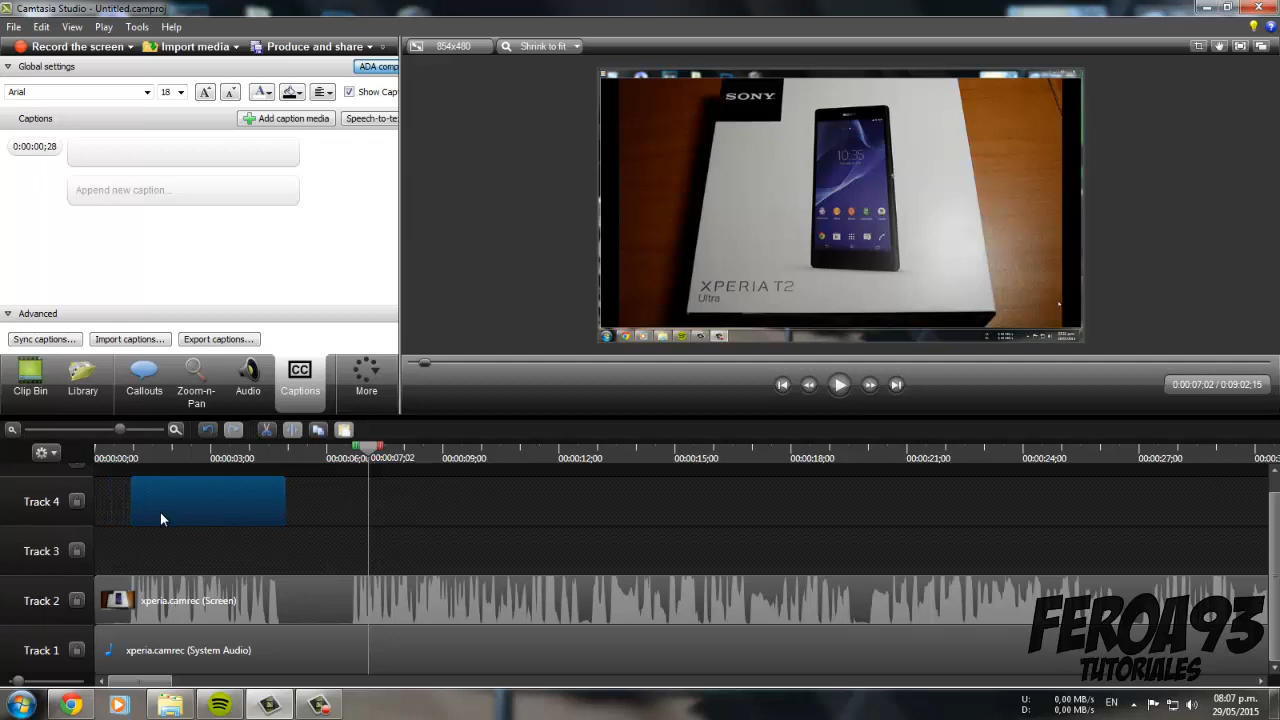 Camtasia Studio - Untitled.camproj
File Edit View Play Tools Help
Record the screen Import media Produce and share
854x480 Shrink to fit
Global settings ADA comp
Arial 18 Show Cap
Captions Add caption media Speech-to-te
0:00:00;28
Append new caption...
SONY
10:35
XPERIA T2
Ultra
Advanced
Sync captions... Import captions... Export captions...
CC
Clip Bin Library Callouts Zoom-n-Pan Audio Captions More
0:00:07;02 / 0:09:02;15
00:00:00;00 00:00:03;00 00:00:06;0 00:00:07;02 00:00:09;00 00:00:12;00 00:00:15;00 00:00:18;00 00:00:21;00 00:00:24;00 00:00:27;00 00:00:3
Track 4
Track 3
Track 2 xperia.camrec (Screen)
Track 1 xperia.camrec (System Audio)
FEROA93
TUTORIALES
U: 0,00 MB/s
D: 0,00 MB/s
EN
08:07 p.m.
29/05/2015